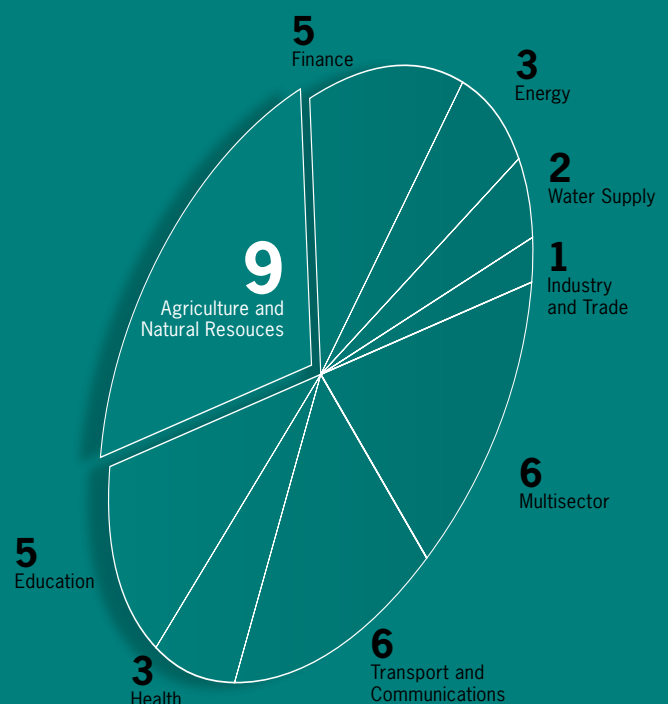 5
Finance
3
Energy
2
Water Supply
1
Industry
and Trade
9
Agriculture and
Natural Resouces
6
Multisector
5
Education
6
Transport and
Communications
3
Health